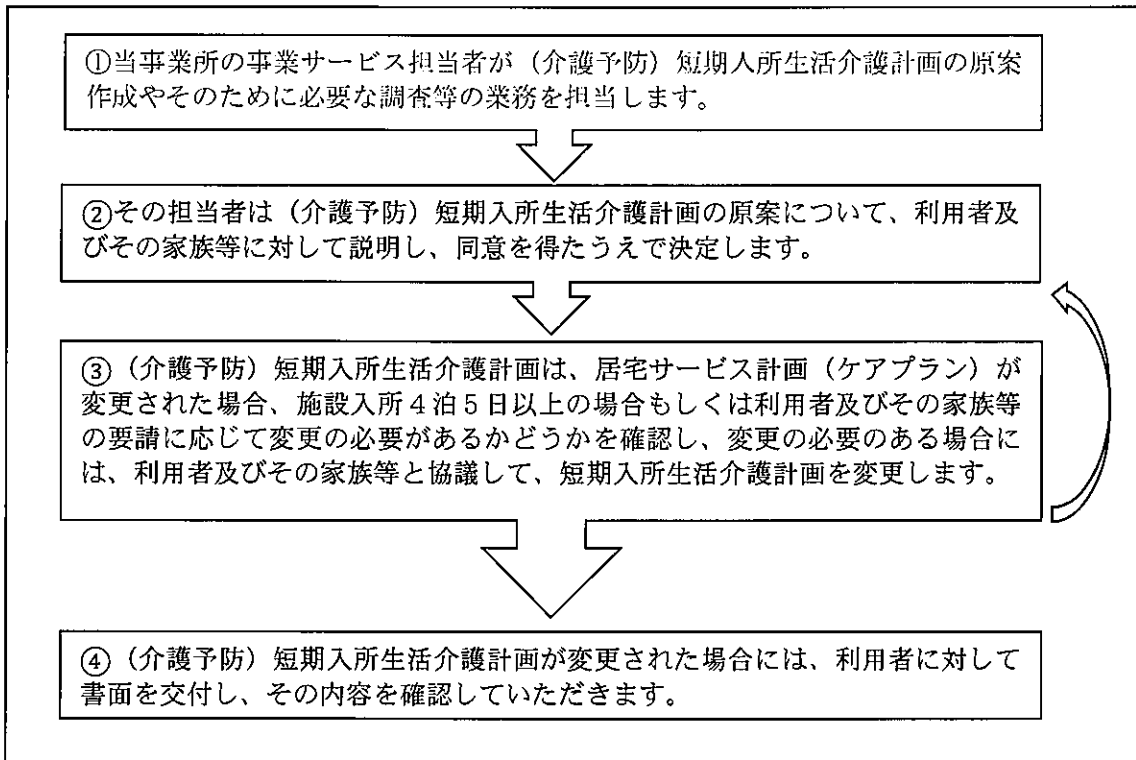 ①当事業所の事業サービス担当者が（介護予防）短期入所生活介護計画の原案
作成やそのために必要な調査等の業務を担当します。
②その担当者は（介護予防）短期入所生活介護計画の原案について、利用者及
びその家族等に対して説明し、同意を得たうえで決定します。
③（介護予防）短期入所生活介護計画は、居宅サービス計画（ケアプラン）が
変更された場合、施設入所４泊５日以上の場合もしくは利用者及びその家族等
の要請に応じて変更の必要があるかどうかを確認し、変更の必要のある場合に
は、利用者及びその家族等と協議して、短期入所生活介護計画を変更します。
④（介護予防）短期入所生活介護計画が変更された場合には、利用者に対して
書面を交付し、その内容を確認していただきます。